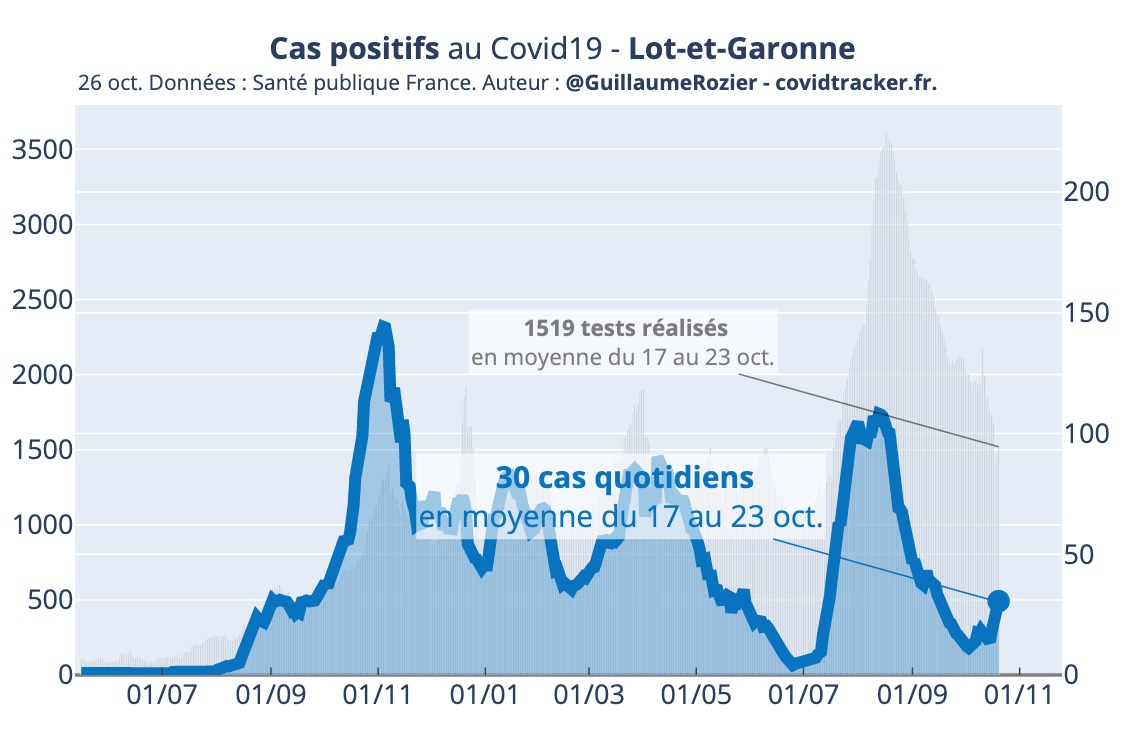 Cas positifs au Covid19 - Lot-et-Garonne
26 oct. Données : Santé publique France. Auteur : @GuillaumeRozier - covidtracker.fr.
3500
3000
2500
2000
1500
1000
500
0
200
150
100
50
0
1519 tests réalisés
en moyenne du 17 au 23 oct.
30 cas quotidiens
en moyenne du 17 au 23 oct.
01/07 01/09 01/11 01/01 01/03 01/05 01/07 01/09 01/11